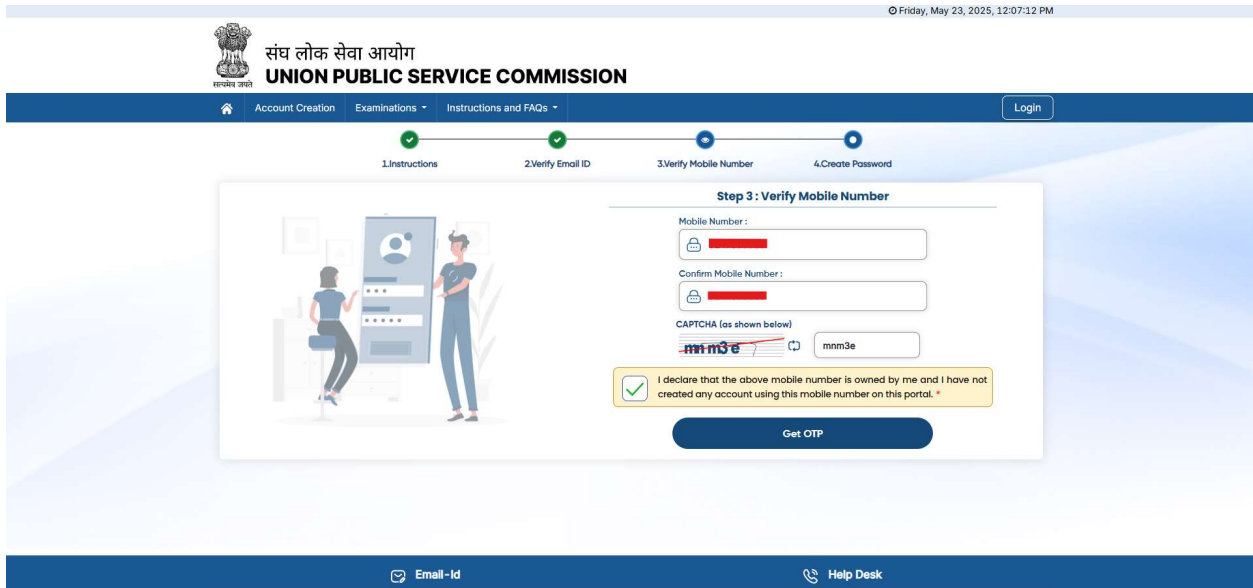 Friday, May 23, 2025, 12:07:12 PM
संघ लोक सेवा आयोग
UNION PUBLIC SERVICE COMMISSION
सत्यमेव जयते
Account Creation Examinations Instructions and FAQs Login
1.Instructions 2.Verify Email ID 3.Verify Mobile Number 4.Create Password
Step 3 : Verify Mobile Number
Mobile Number :
Confirm Mobile Number :
CAPTCHA (as shown below)
mnm3e mnm3e
I declare that the above mobile number is owned by me and I have not
created any account using this mobile number on this portal. *
Get OTP
Email-Id Help Desk